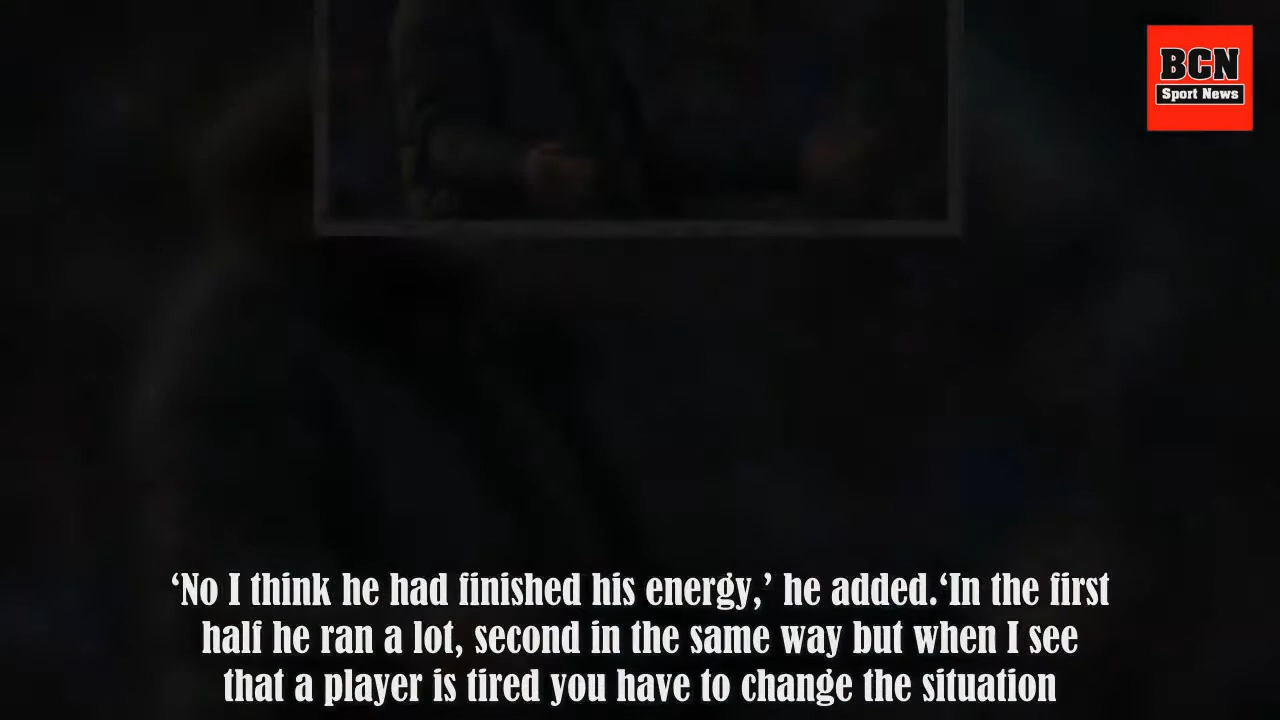 BCN
Sport News
‘No I think he had finished his energy,’ he added.‘In the first
half he ran a lot, second in the same way but when I see
that a player is tired you have to change the situation